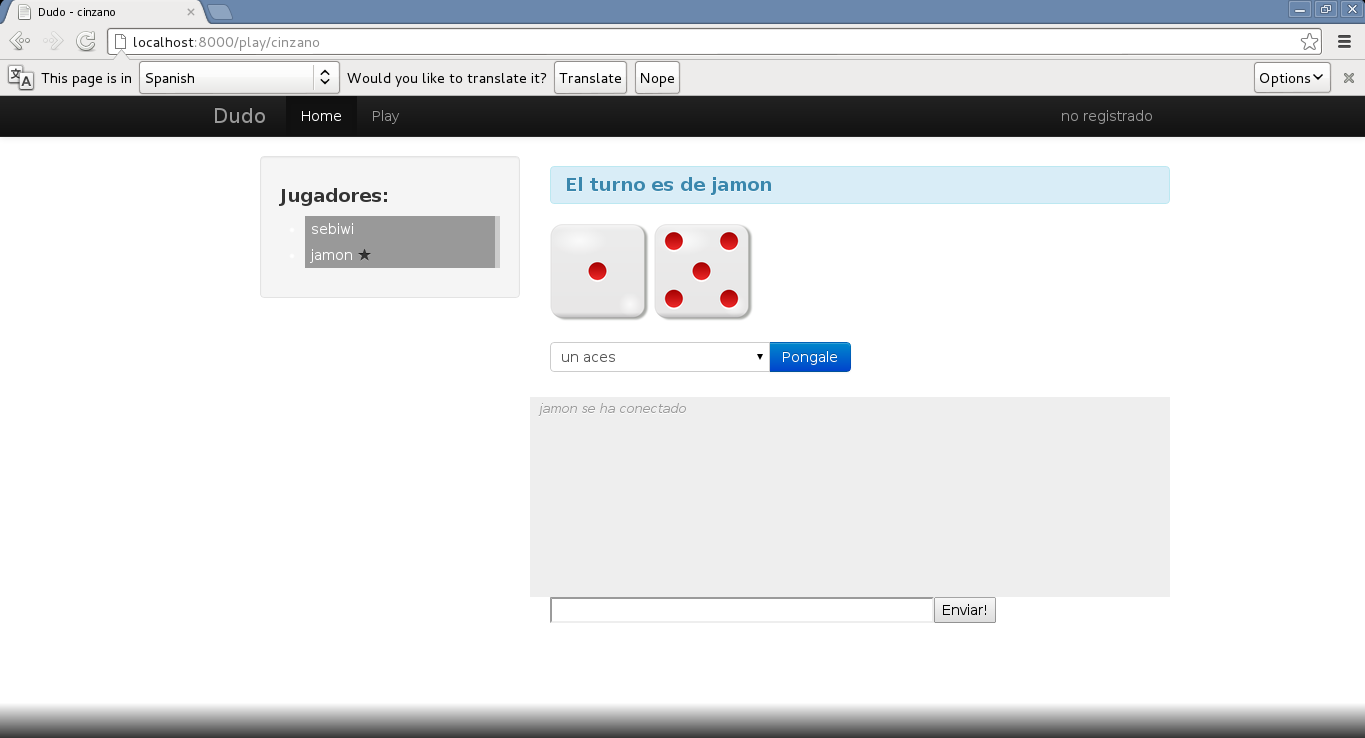 Dudo - cinzano
localhost:8000/play/cinzano
This page is in Spanish Would you like to translate it? Translate Nope Options
Dudo Home Play no registrado
Jugadores:
sebiwi
jamon ★
El turno es de jamon
un aces Pongale
jamon se ha conectado
Enviar!